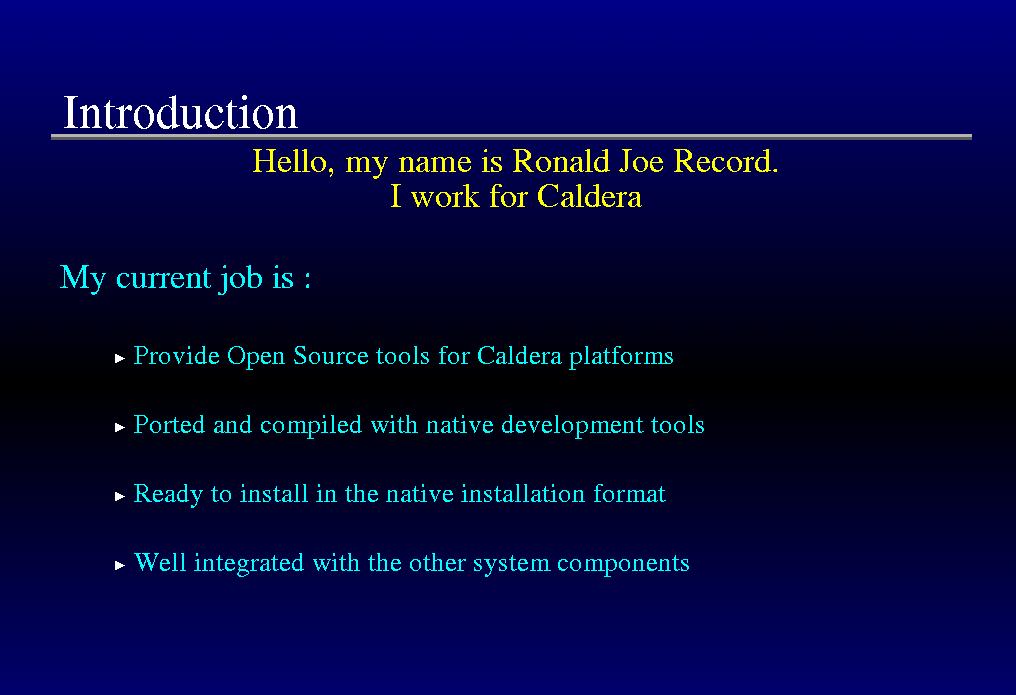 Introduction
Hello, my name is Ronald Joe Record.
I work for Caldera
My current job is :
Provide Open Source tools for Caldera platforms
Ported and compiled with native development tools
Ready to install in the native installation format
Well integrated with the other system components